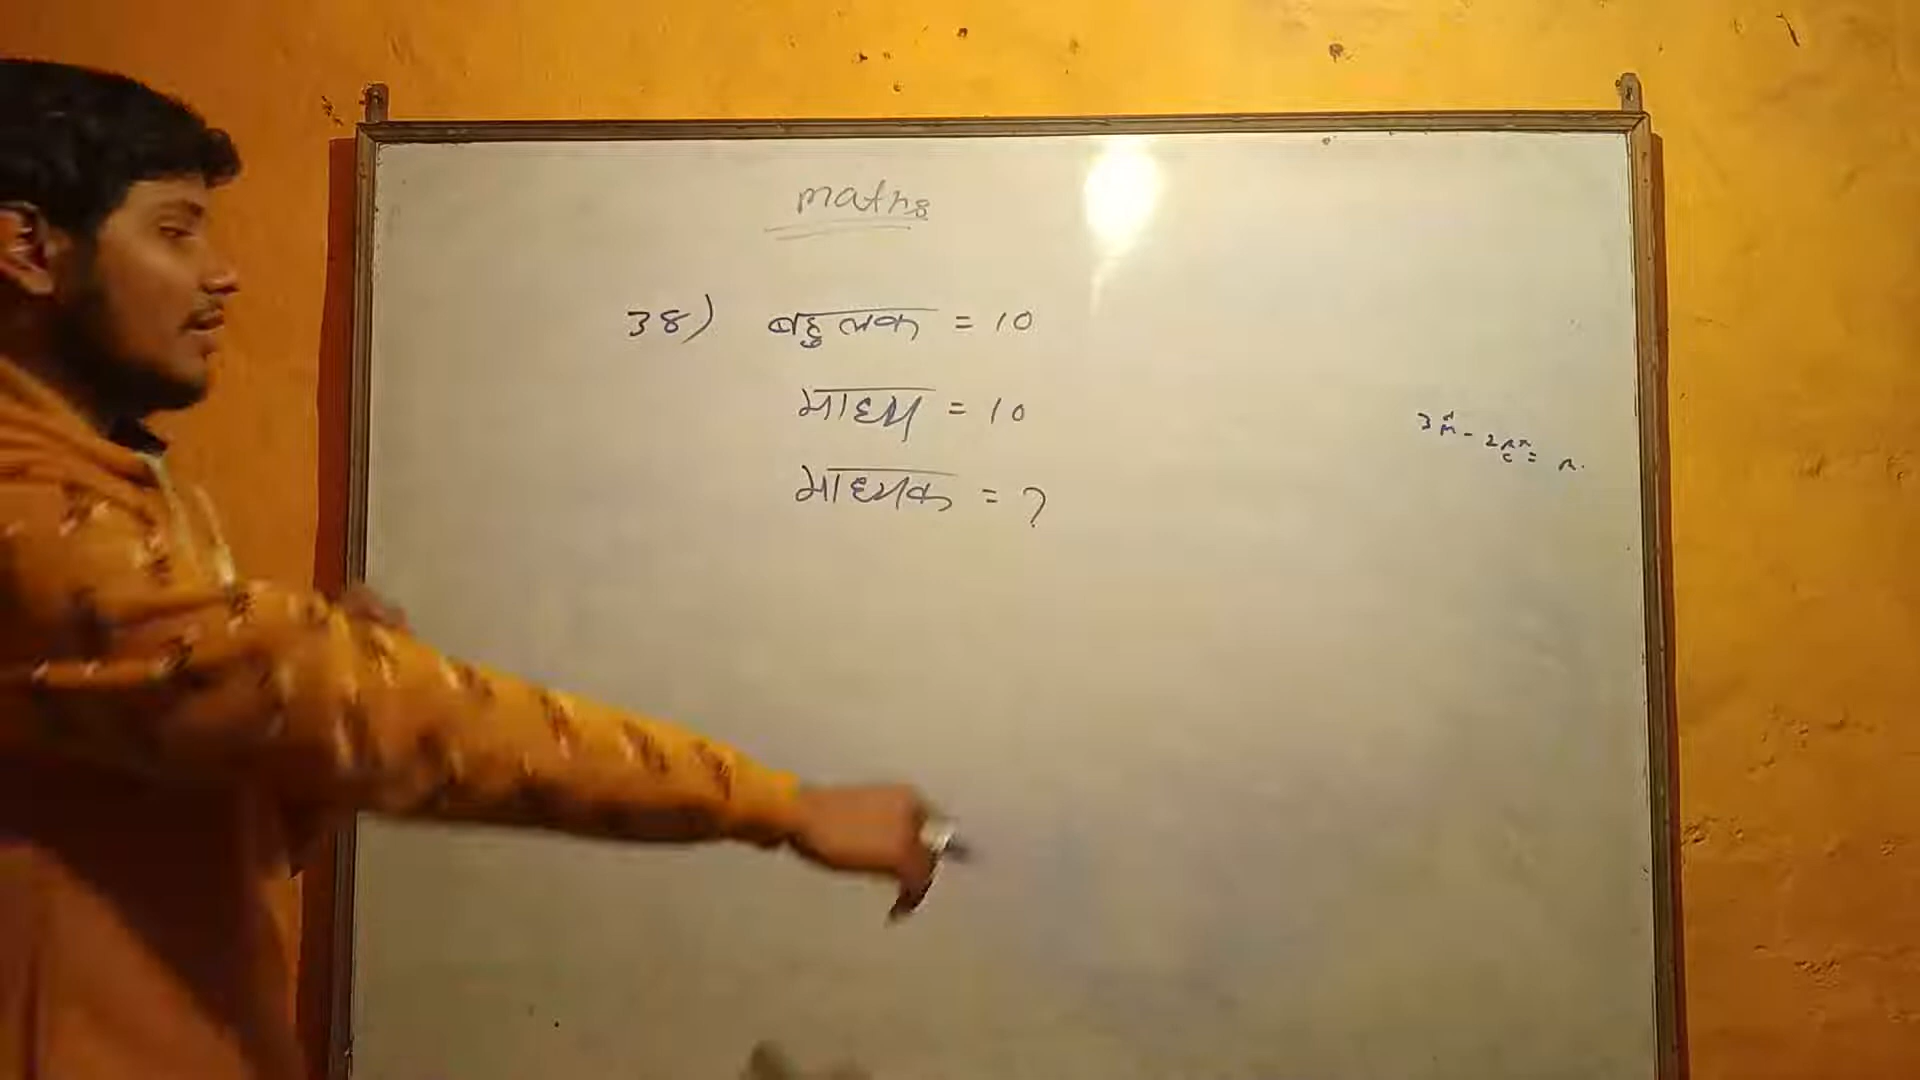 maths
38) बहुलक = 10
माध्य = 10
माध्यक = ?